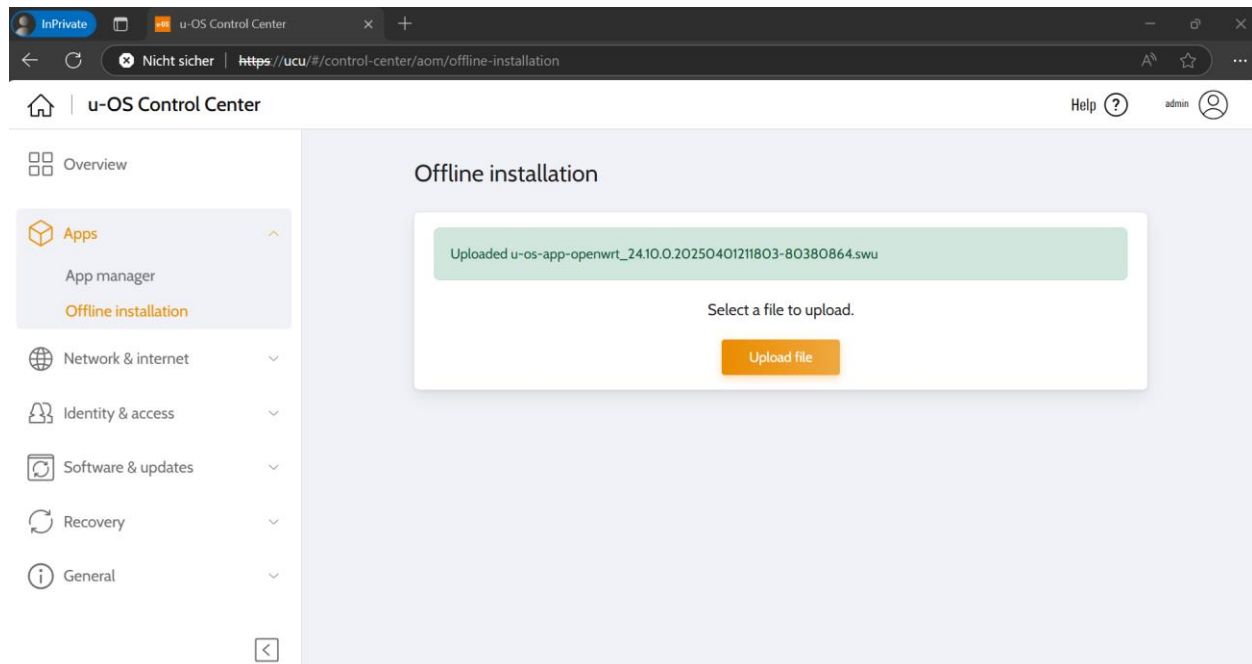 InPrivate
u-OS
u-OS Control Center
Nicht sicher
https://ucu/#/control-center/aom/offline-installation
u-OS Control Center
Help
?
admin
Overview
Offline installation
Apps
Uploaded u-os-app-openwrt_24.10.0.20250401211803-80380864.swu
App manager
Select a file to upload.
Offline installation
Upload file
Network & internet
Identity & access
Software & updates
Recovery
General